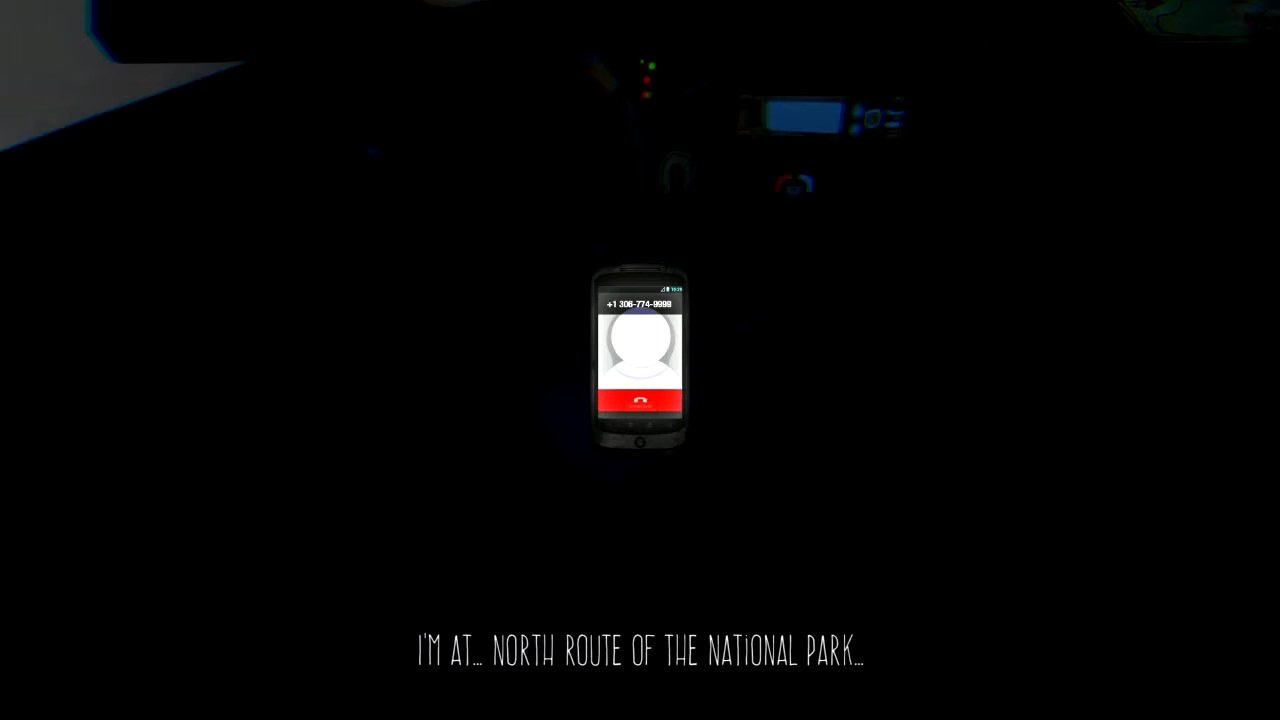 +1 306-774-9999
I'M AT... NORTH ROUTE OF THE NATIONAL PARK...